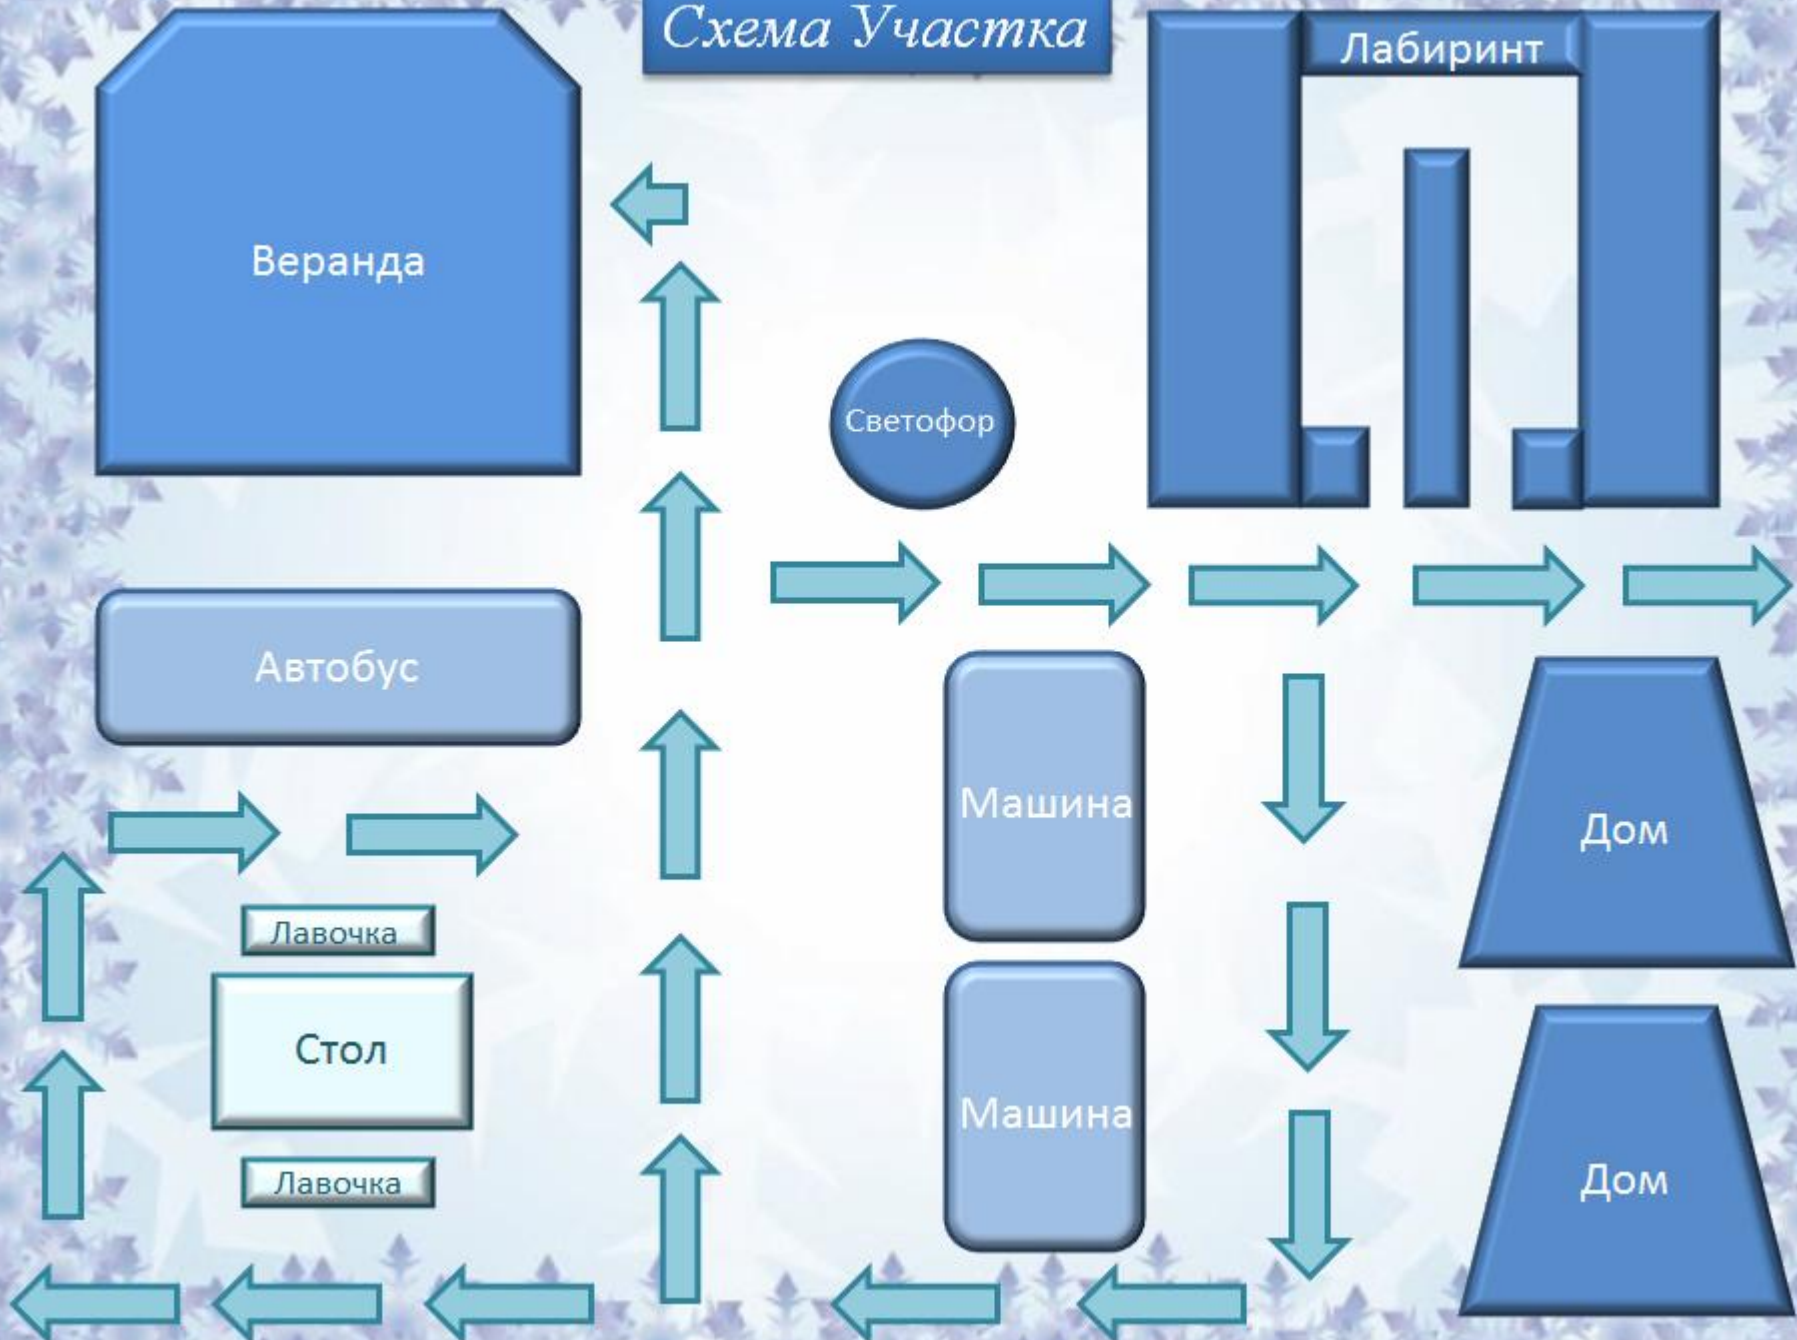 Схема Участка
Лабиринт
Веранда
Светофор
Автобус
Машина
Дом
Лавочка
Стол
Машина
Лавочка
Дом